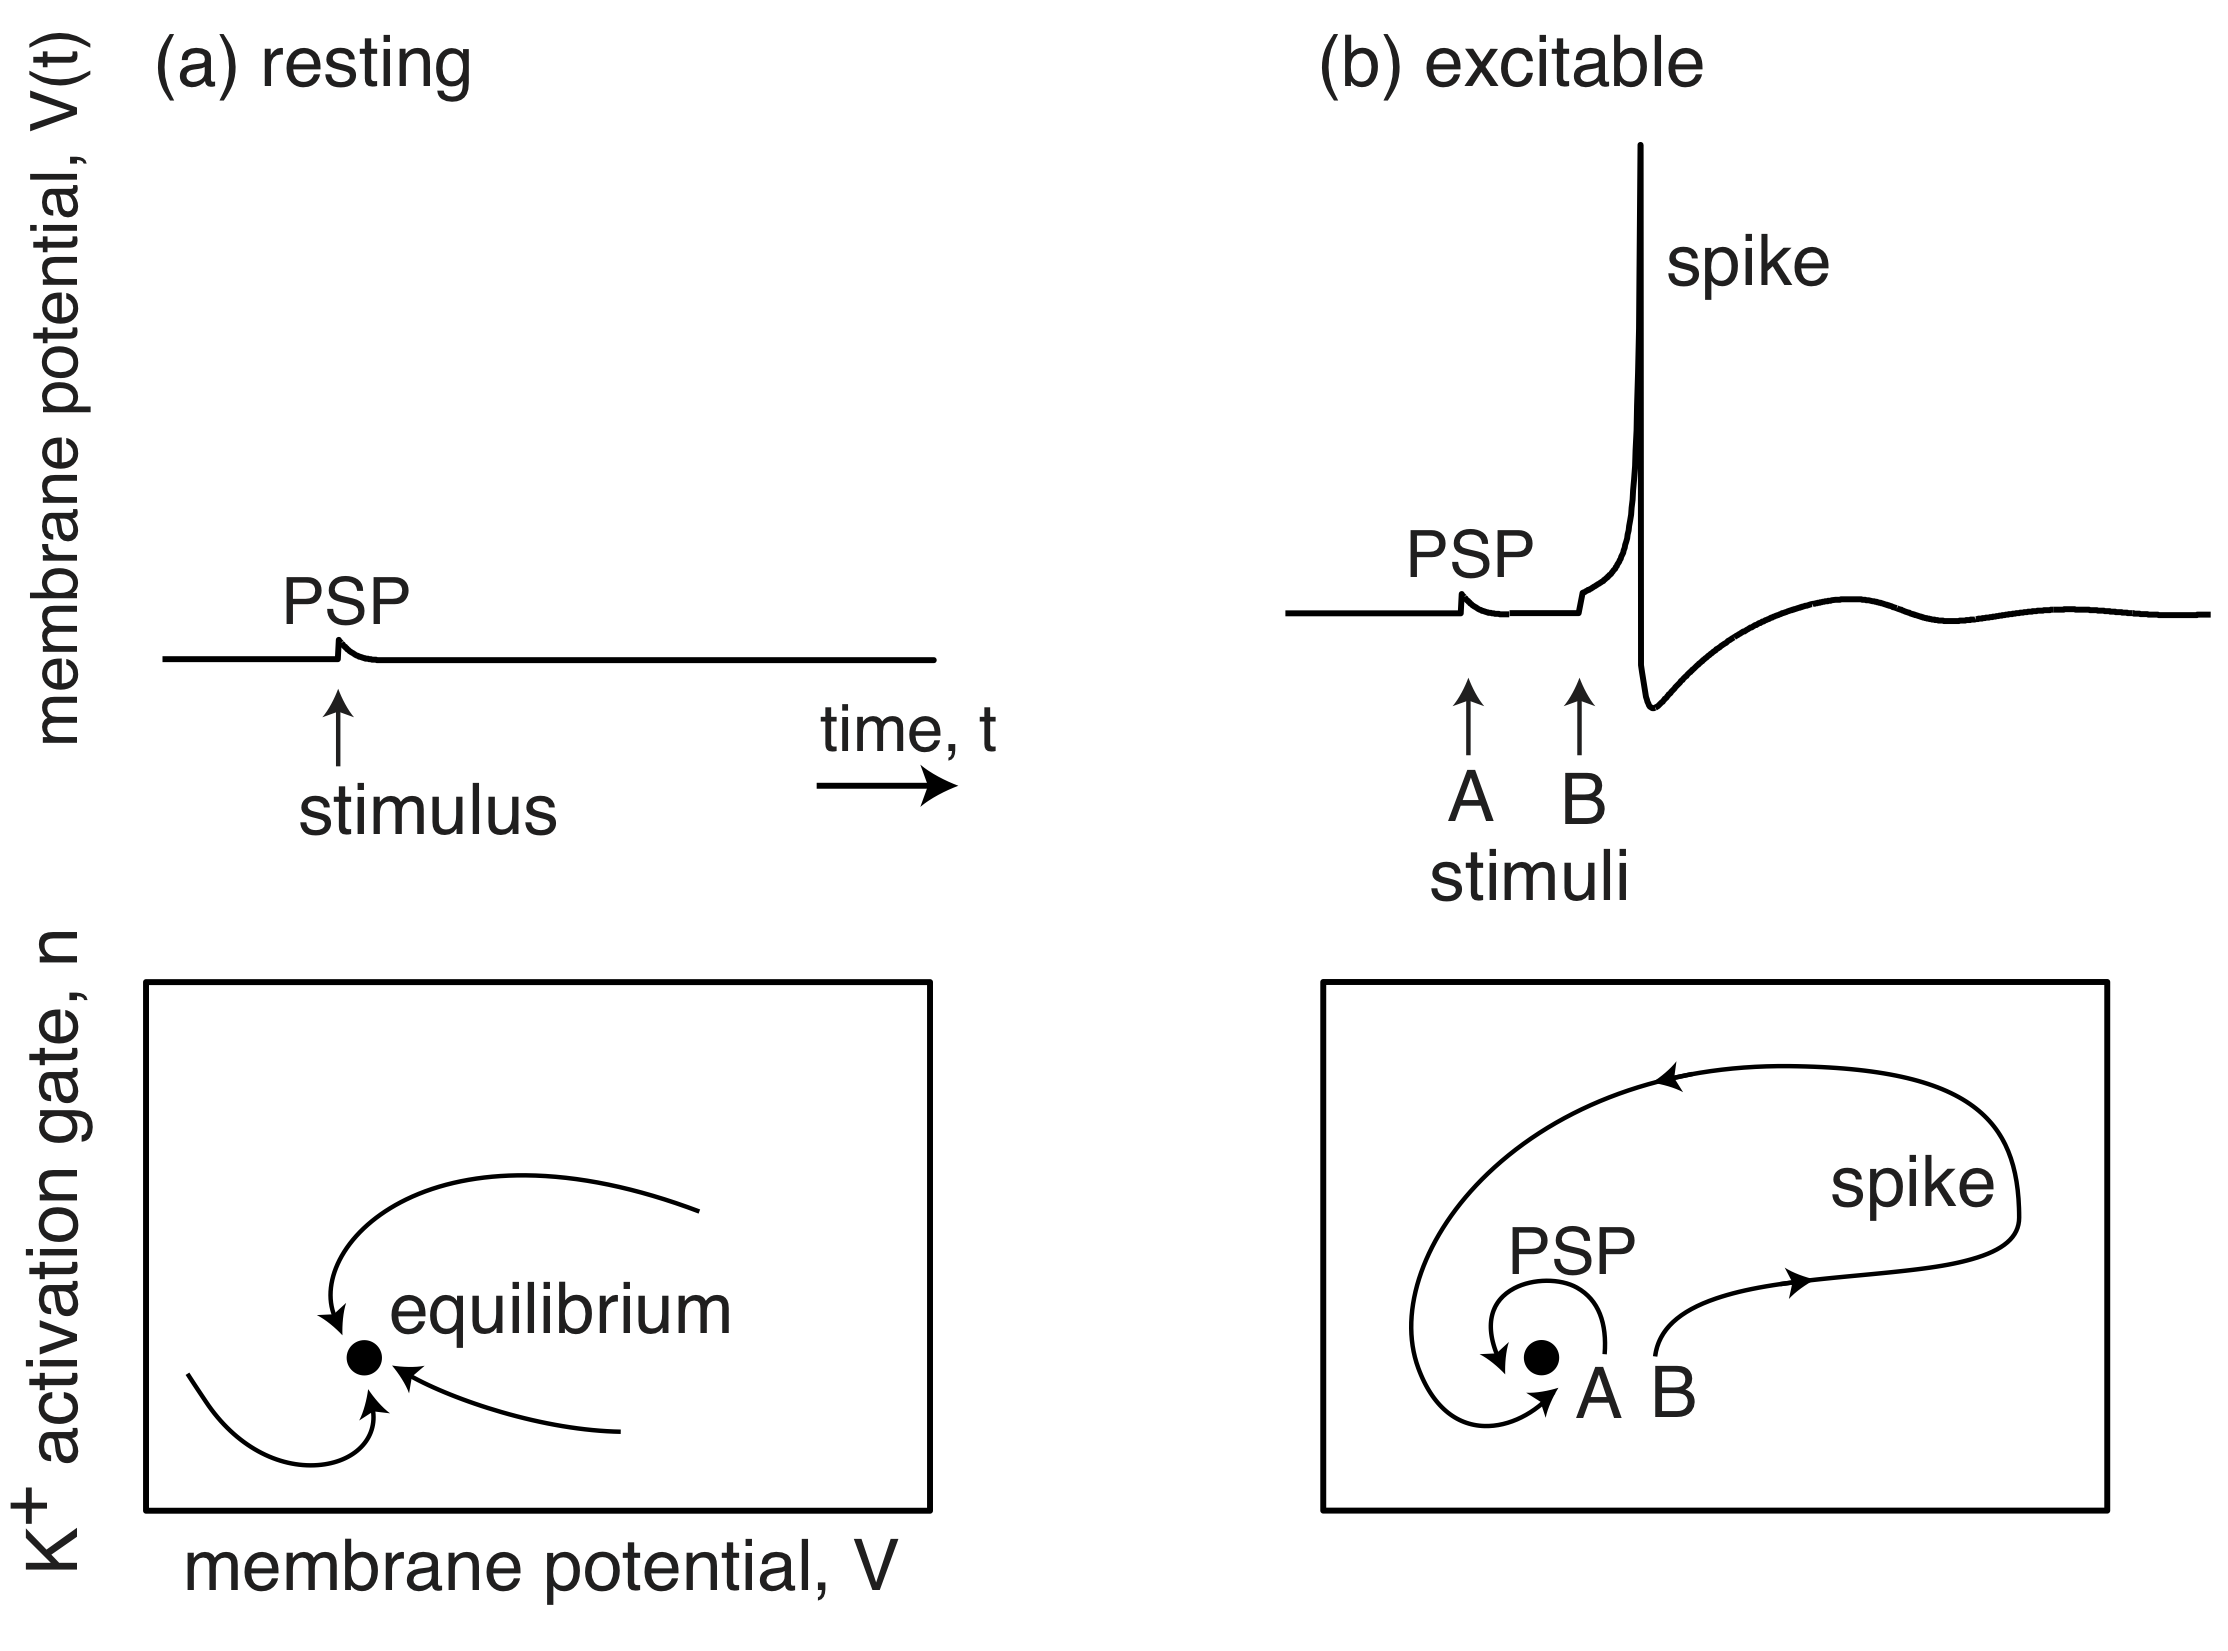 (a) resting
(b) excitable
membrane potential, V(t)
spike
PSP
PSP
stimulus
time, t
A
B
stimuli
K+ activation gate, n
equilibrium
membrane potential, V
spike
PSP
A
B